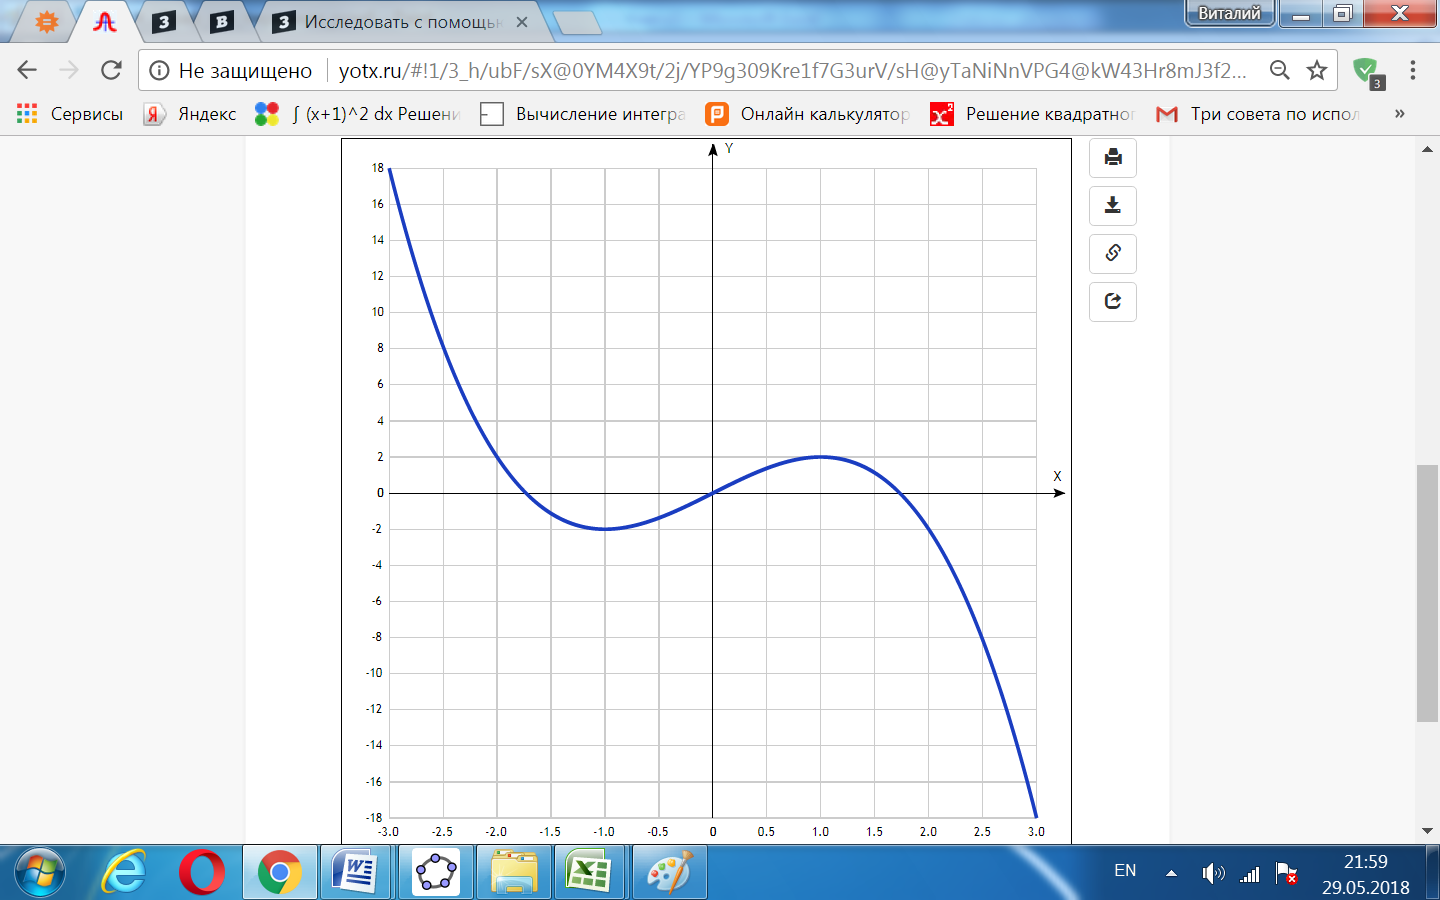 Виталий
Исследовать с помощь
Не защищено yotx.ru/#!1/3_h/ubF/sX@0YM4X9t/2j/YP9g309Kre1f7G3urV/sH@yTaNiNnVPG4@kW43Hr8mJ3f2...
3
Сервисы Яндекс ∫ (x+1)^2 dx Решени Вычисление интегра Онлайн калькулятор Решение квадратног Три совета по испол »
Y
18
16
14
12
10
8
6
4
2
X
0
-2
-4
-6
-8
-10
-12
-14
-16
-18
-3.0 -2.5 -2.0 -1.5 -1.0 -0.5 0 0.5 1.0 1.5 2.0 2.5 3.0
EN 21:59
29.05.2018